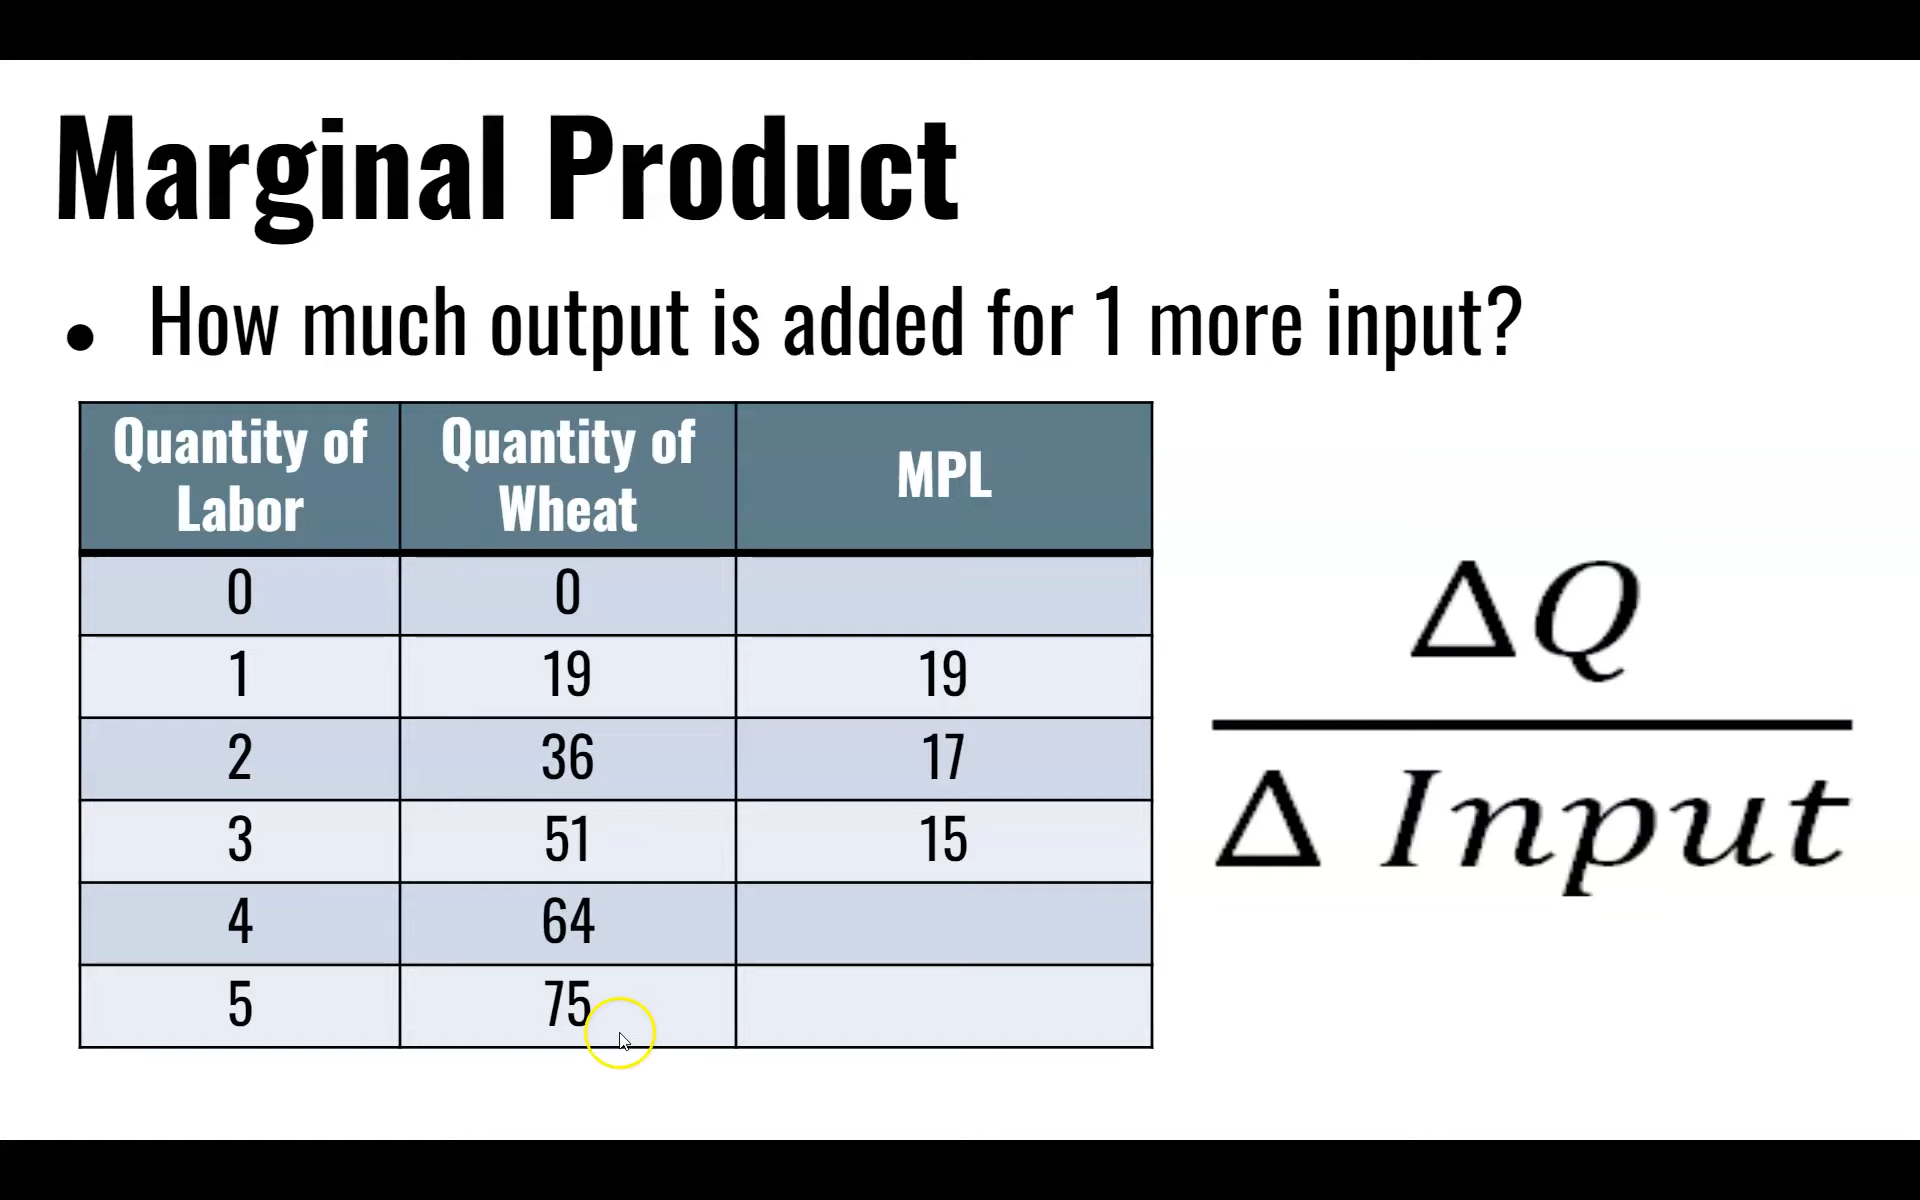 Marginal Product
• How much output is added for 1 more input?
Quantity of Labor | Quantity of Wheat | MPL
0 | 0 |
1 | 19 | 19
2 | 36 | 17
3 | 51 | 15
4 | 64 |
5 | 75 |
ΔQ
Δ Input